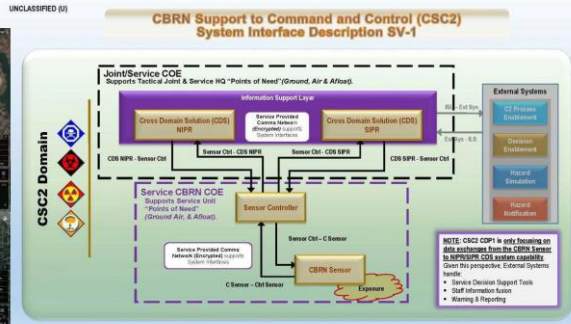 UNCLASSIFIED (U)
CBRN Support to Command and Control (CSC2)
System Interface Description SV-1
CSC2 Domain
Joint/Service COE
Supports Tactical Joint & Service HQ "Points of Need" (Ground, Air & Afloat).
Information Support Layer
Cross Domain Solution (CDS)
NIPR
Service Provided
Comms Network
(Encrypted) supports
System Interfaces
Cross Domain Solution (CDS)
SIPR
CDS NIPR - Sensor Ctrl
Sensor Ctrl - CDS NIPR
Sensor Ctrl - CDS SIPR
CDS SIPR - Sensor Ctrl
Service CBRN COE
Supports Service Unit
"Points of Need"
(Ground Air, & Afloat).
Sensor Controller
Service Provided Comms
Network (Encrypted) supports
System Interfaces
Sensor Ctrl – C Sensor
C Sensor – Ctrl Sensor
CBRN Sensor
Exposure
ISL - Ext Sys
Ext Sys - ILS
External Systems
C2 Process
Enablement
Decision
Enablement
Hazard
Simulation
Hazard
Notification
NOTE: CSC2 CDP1 is only focusing on
data exchanges from the CBRN Sensor
to NIPR/SIPR CDS system capability.
Given this perspective, External Systems
handle:
• Service Decision Support Tools
• Staff Information fusion
• Warning & Reporting